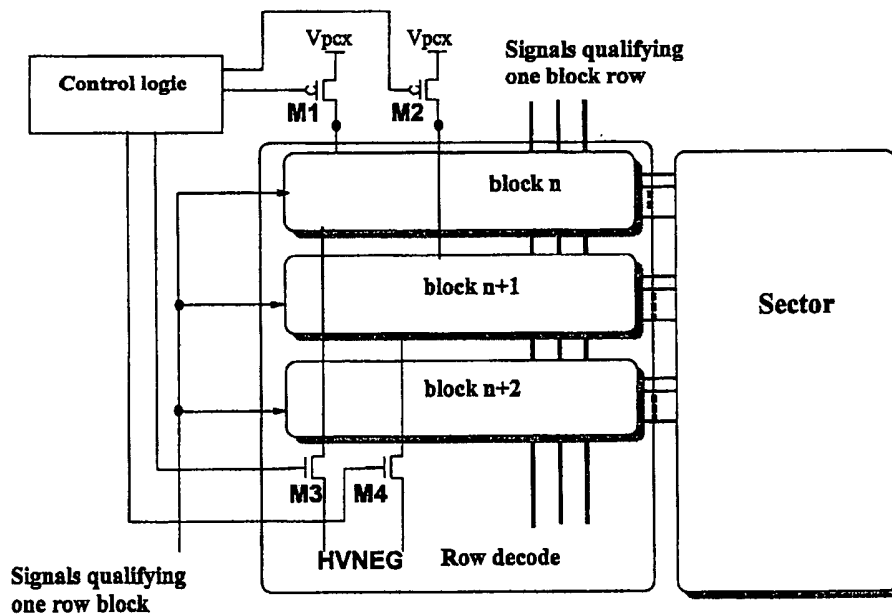 Vpcx
Vpcx
Signals qualifying
one block row
Control logic
M1
M2
block n
block n+1
Sector
block n+2
M3
M4
HVNEG
Row decode
Signals qualifying
one row block